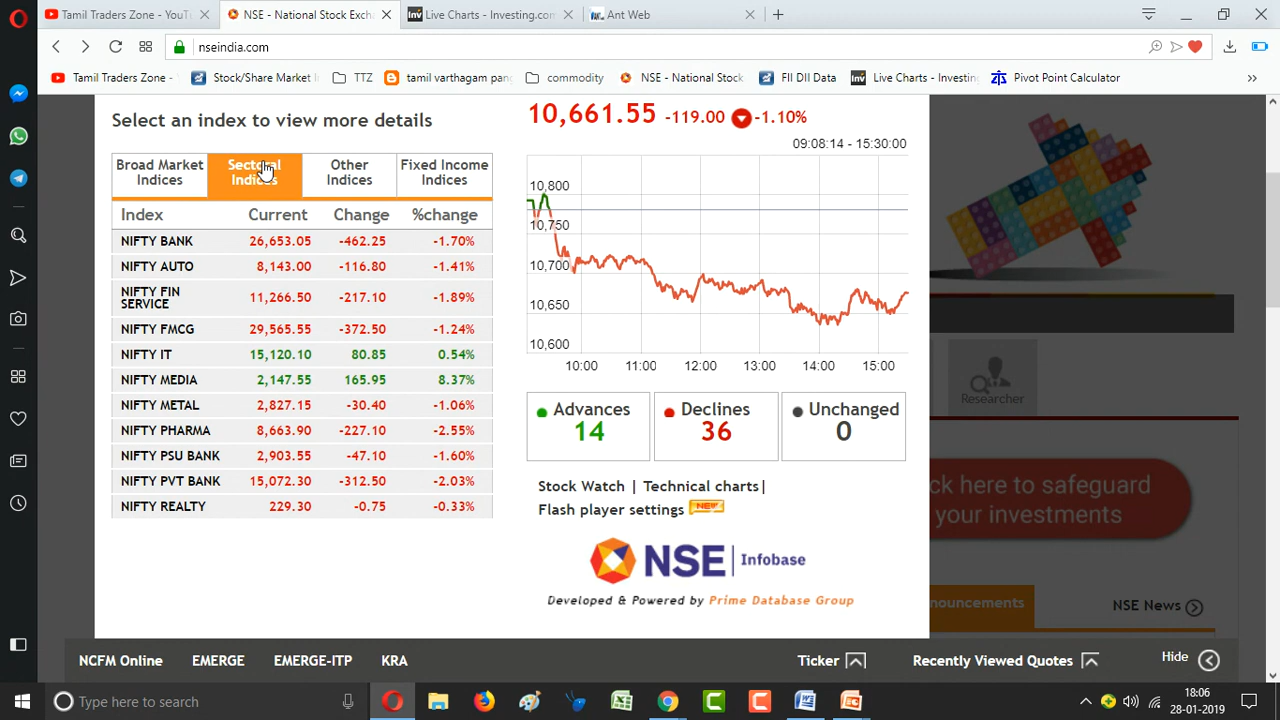 Tamil Traders Zone - YouT
NSE - National Stock Exch
Live Charts - Investing.com
Ant Web
nseindia.com
Tamil Traders Zone -
Stock/Share Market I
TTZ
tamil varthagam pan
commodity
NSE - National Stock
FII DII Data
Live Charts - Investin
Pivot Point Calculator
Select an index to view more details
10,661.55 -119.00 -1.10%
09:08:14 - 15:30:00
Broad Market Indices
Sectoral Indices
Other Indices
Fixed Income Indices
Index Current Change %change
NIFTY BANK 26,653.05 -462.25 -1.70%
NIFTY AUTO 8,143.00 -116.80 -1.41%
NIFTY FIN SERVICE 11,266.50 -217.10 -1.89%
NIFTY FMCG 29,565.55 -372.50 -1.24%
NIFTY IT 15,120.10 80.85 0.54%
NIFTY MEDIA 2,147.55 165.95 8.37%
NIFTY METAL 2,827.15 -30.40 -1.06%
NIFTY PHARMA 8,663.90 -227.10 -2.55%
NIFTY PSU BANK 2,903.55 -47.10 -1.60%
NIFTY PVT BANK 15,072.30 -312.50 -2.03%
NIFTY REALTY 229.30 -0.75 -0.33%
10,800
10,750
10,700
10,650
10,600
10:00 11:00 12:00 13:00 14:00 15:00
Advances 14
Declines 36
Unchanged 0
Stock Watch | Technical charts|
Flash player settings NEW
NSE | Infobase
Developed & Powered by Prime Database Group
Researcher
ck here to safeguard
your investments
nouncements
NSE News
NCFM Online
EMERGE
EMERGE-ITP
KRA
Ticker
Recently Viewed Quotes
Hide
Type here to search
18:06
28-01-2019